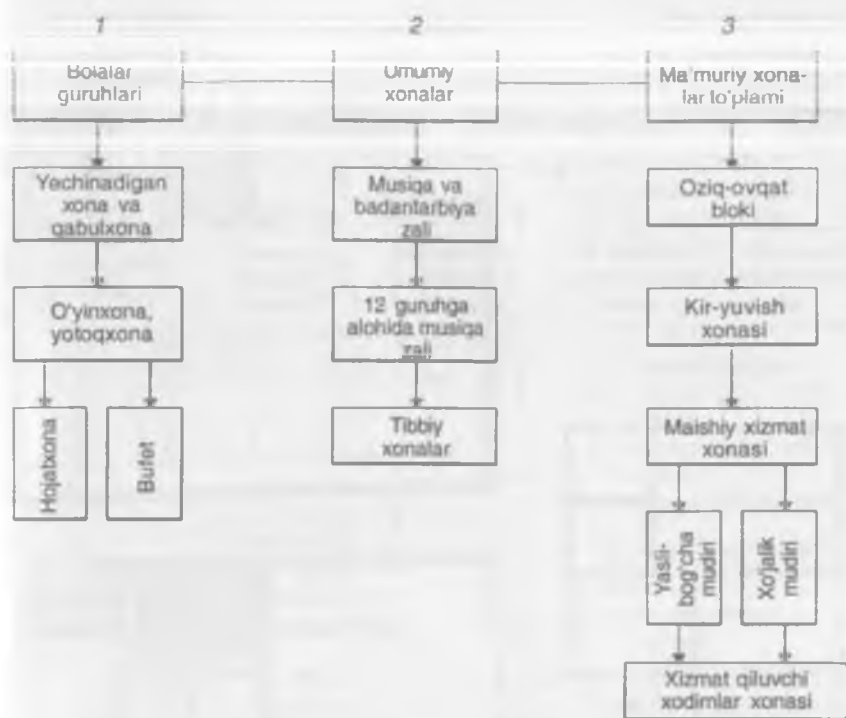 1
Bolalar
guruhlari
Yechinadigan
xona va
qabulxona
O'yinxona,
yotoqxona
Hojatxona
Bufet
2
Umumiy
xonalar
Musiqa va
badantarbiya
zali
12 guruhga
alohida musiqa
zali
Tibbiy
xonalar
3
Ma'muriy xona-
lar to'plami
Oziq-ovqat
bloki
Kir-yuvish
xonasi
Maishiy xizmat
xonasi
Yasli-
bog'cha
mudiri
Xo'jalik
mudiri
Xizmat qiluvchi
xodimlar xonasi